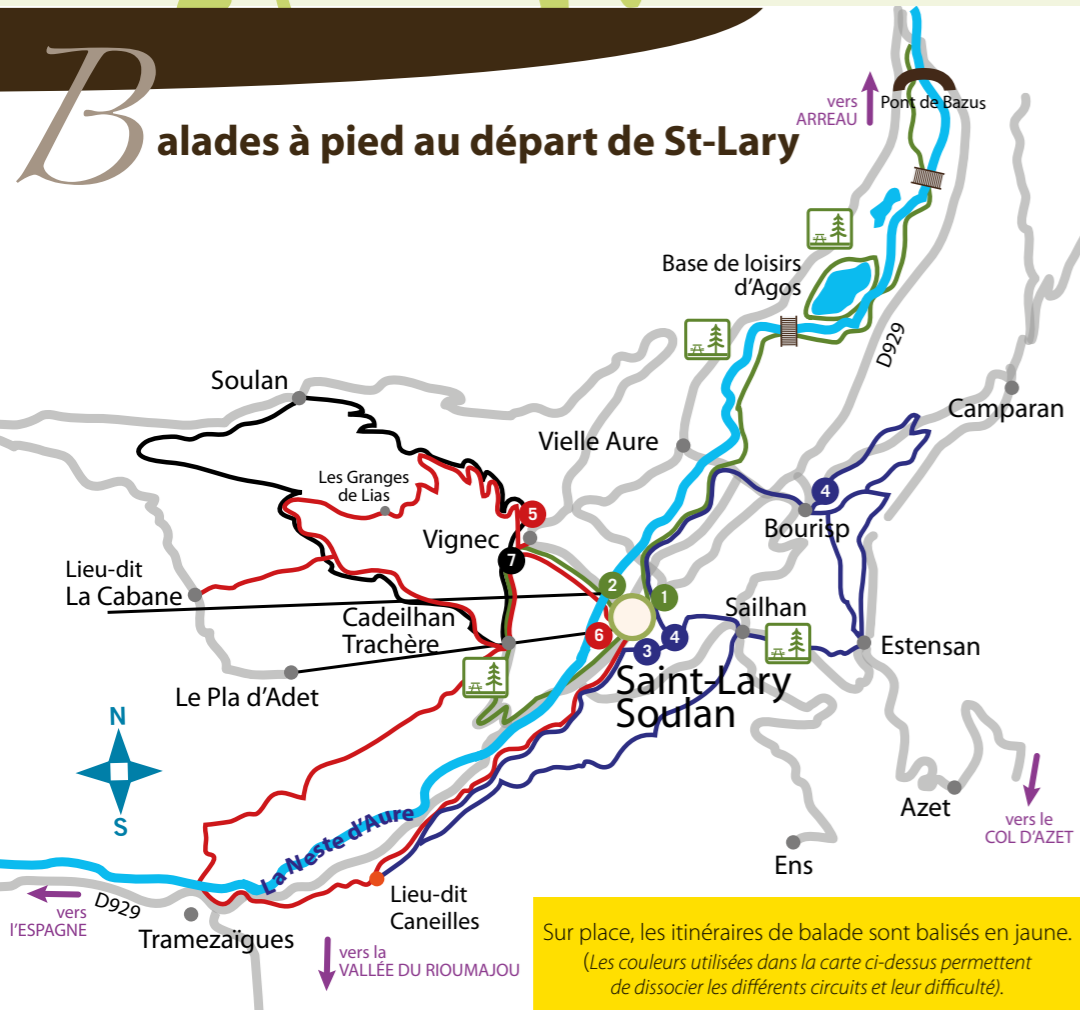 Balades à pied au départ de St-Lary
vers
ARREAU
Pont de Bazus
Base de loisirs
d'Agos
D929
Soulan
Camparan
Vielle Aure
Les Granges
de Lias
5
4
Vignec
Bourisp
7
Lieu-dit
La Cabane
2
1
Cadeilhan
Trachère
Sailhan
6
4
3
Estensan
Saint-Lary
Soulan
Le Pla d'Adet
N
S
La Neste d'Aure
Azet
vers le
COL D'AZET
Ens
Lieu-dit
Caneilles
D929
vers
l'ESPAGNE
Tramezaïgues
vers la
VALLÉE DU RIOUMAJOU
Sur place, les itinéraires de balade sont balisés en jaune.
(Les couleurs utilisées dans la carte ci-dessus permettent
de dissocier les différents circuits et leur difficulté).